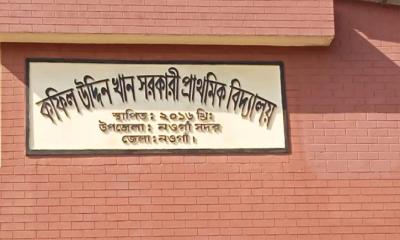 কফিল উদ্দিন খান সরকারী প্রাথমিক বিদ্যালয়
স্থাপিত: ২০১৬ খ্রি:
উপজেলা: নওগাঁ সদর
জেলা: নওগাঁ।